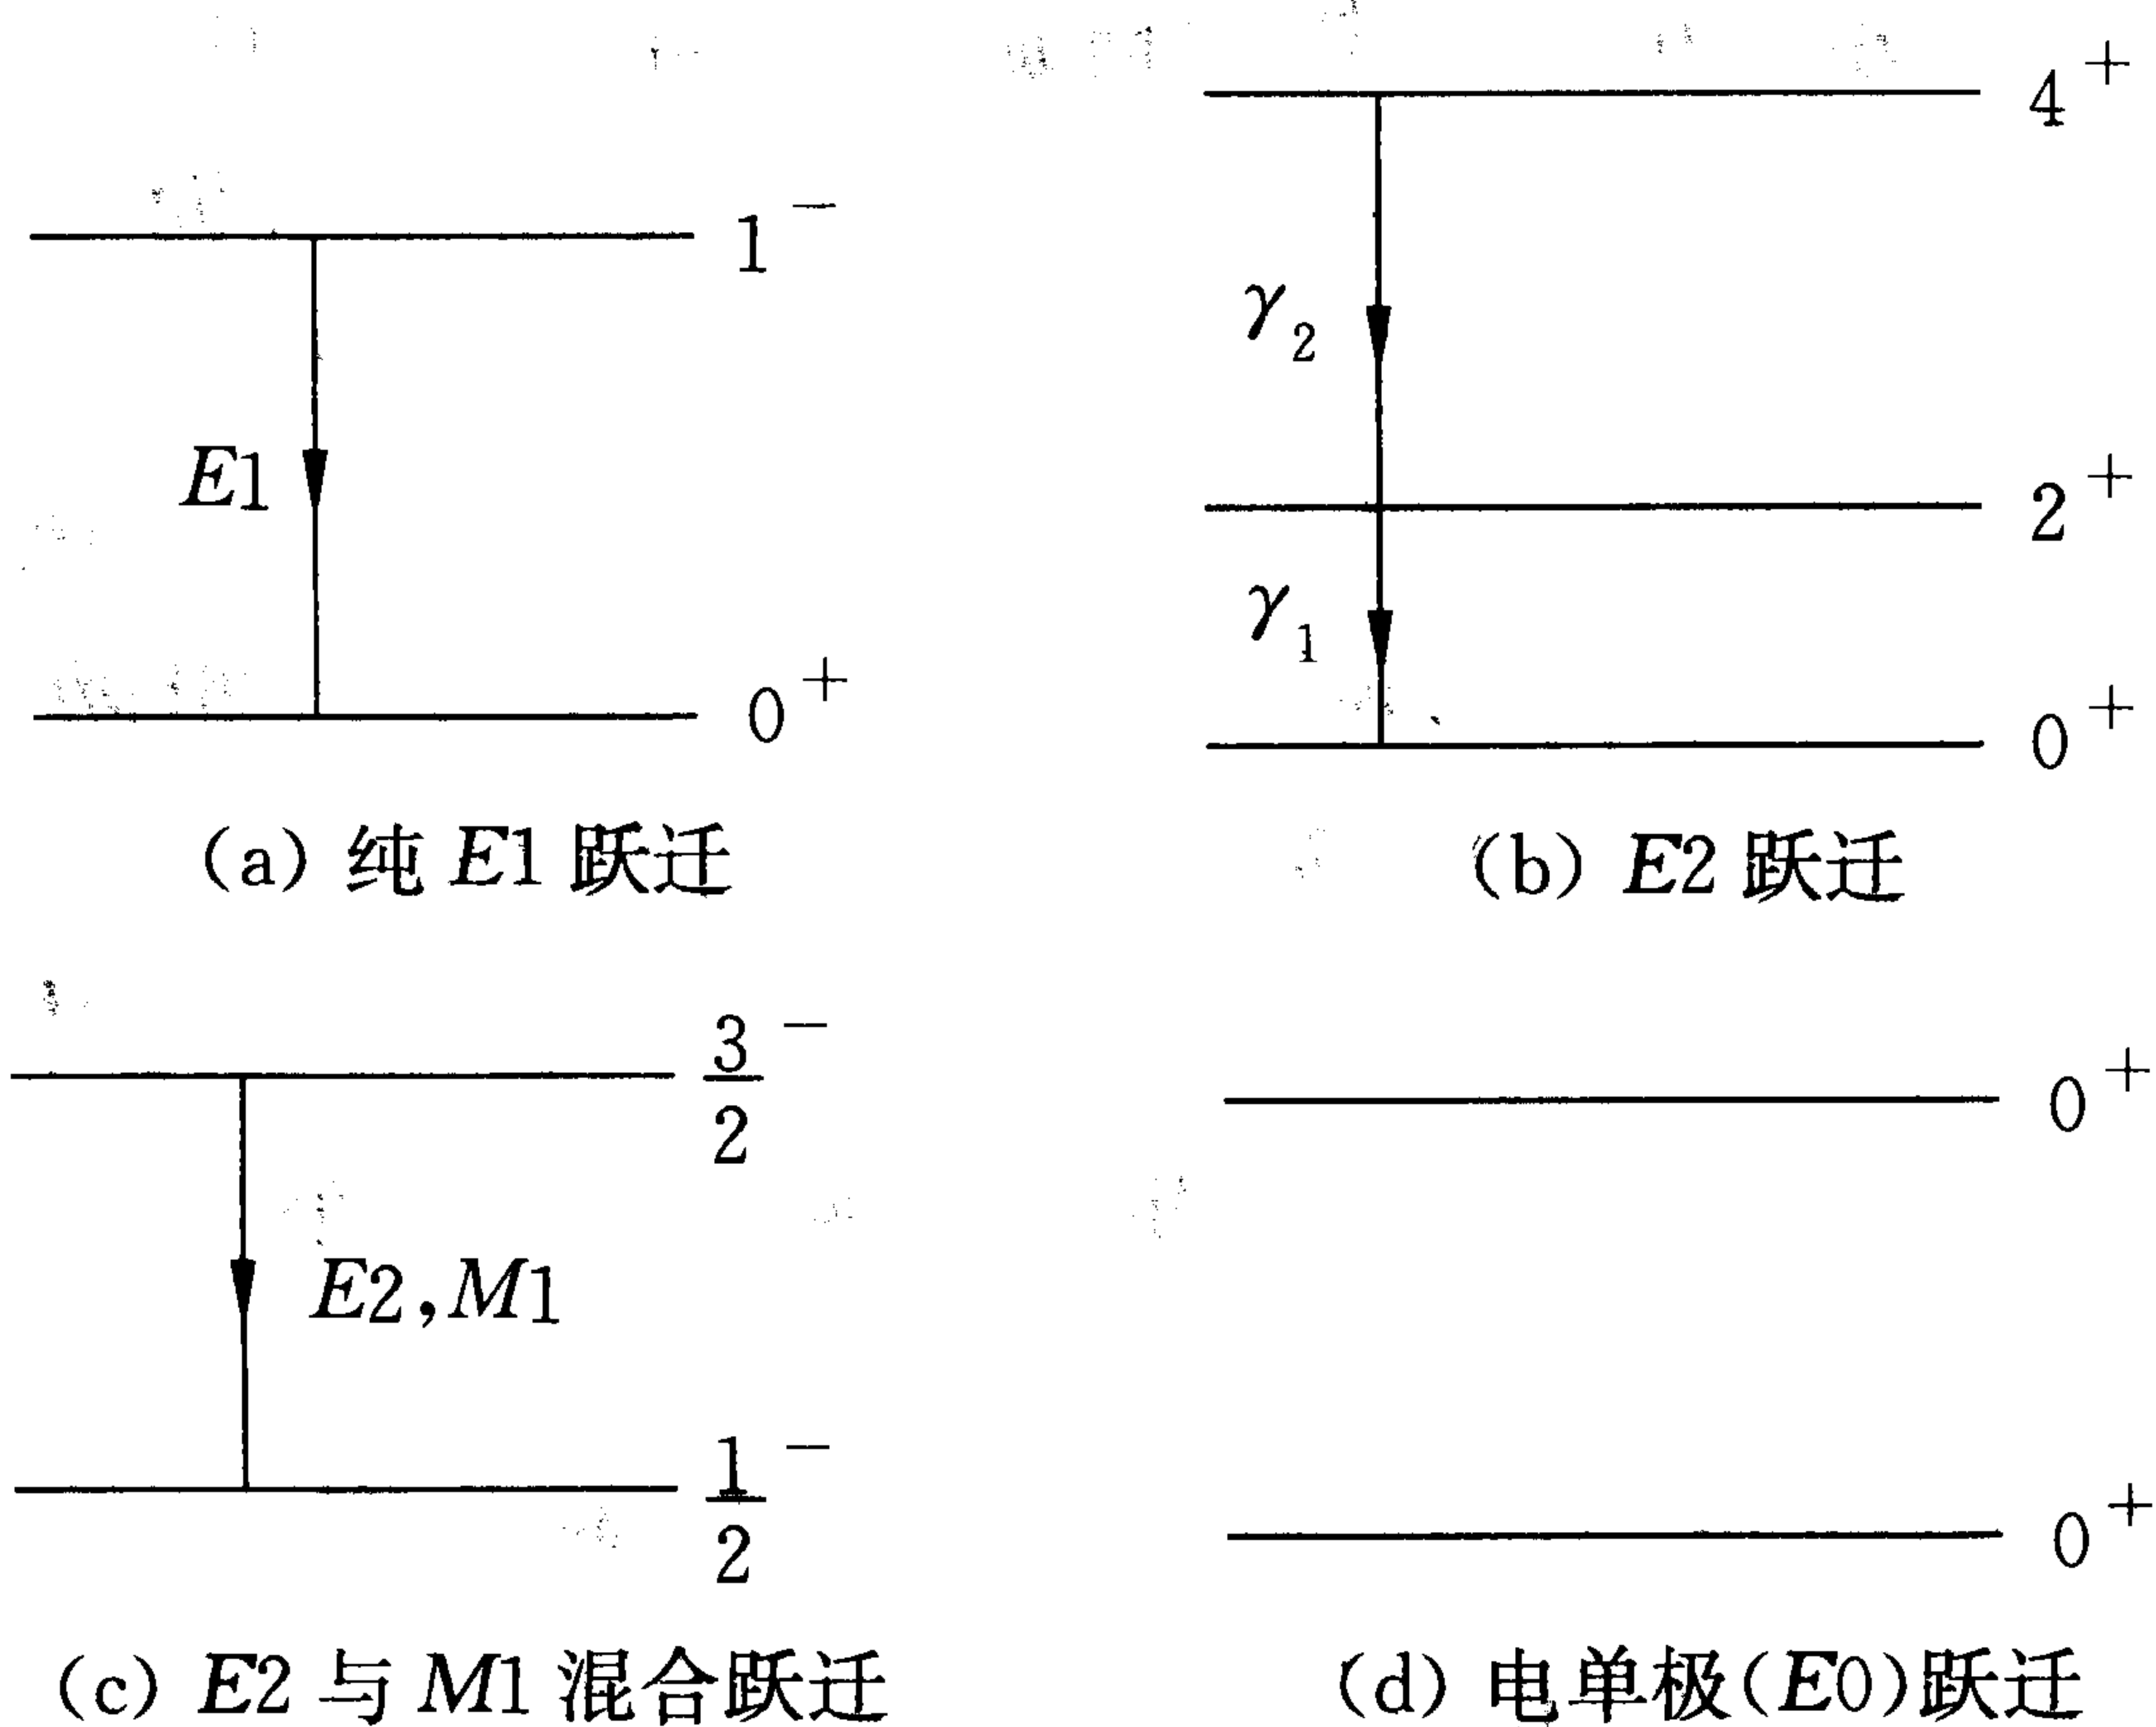 1⁻
E1
0⁺
(a) 纯 E1 跃迁
4⁺
γ₂
2⁺
γ₁
0⁺
(b) E2 跃迁
3/2⁻
E2,M1
1/2⁻
(c) E2 与 M1 混合跃迁
0⁺
0⁺
(d) 电单极(E0)跃迁